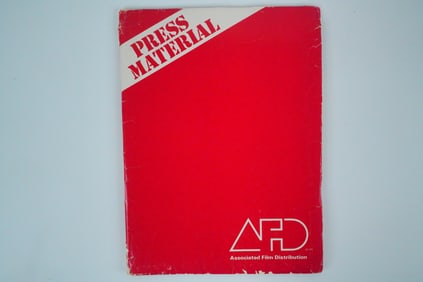 PRESS
MATERIAL
AFD
Associated Film Distribution